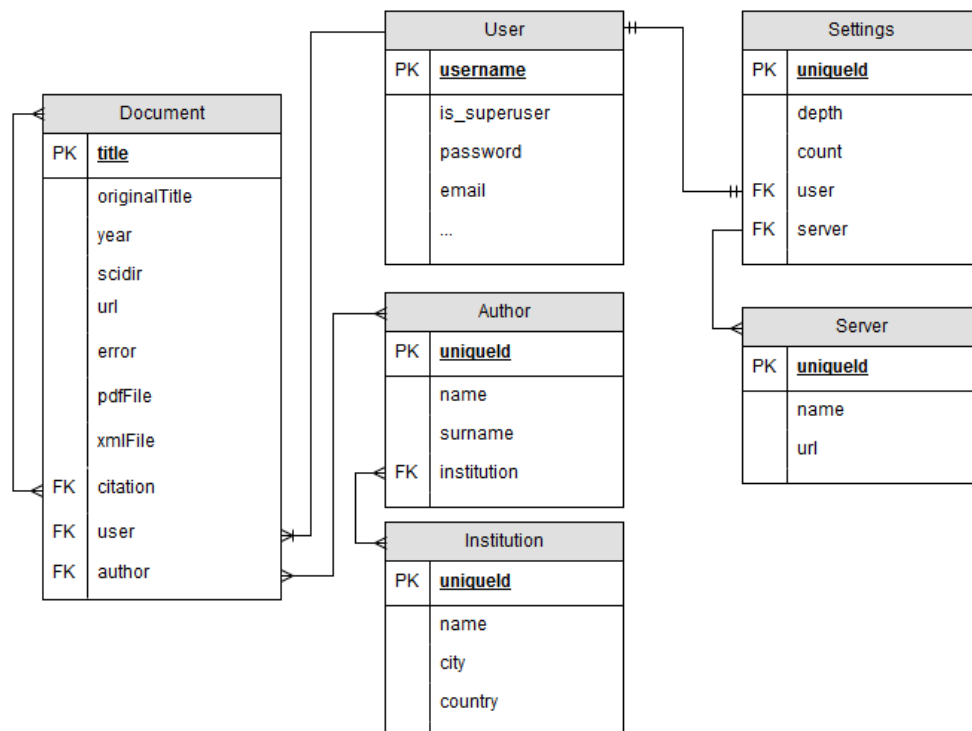 User
PK username
is_superuser
password
email
...
Settings
PK uniqueId
depth
count
FK user
FK server
Document
PK title
originalTitle
year
scidir
url
error
pdfFile
xmlFile
FK citation
FK user
FK author
Author
PK uniqueId
name
surname
FK institution
Server
PK uniqueId
name
url
Institution
PK uniqueId
name
city
country